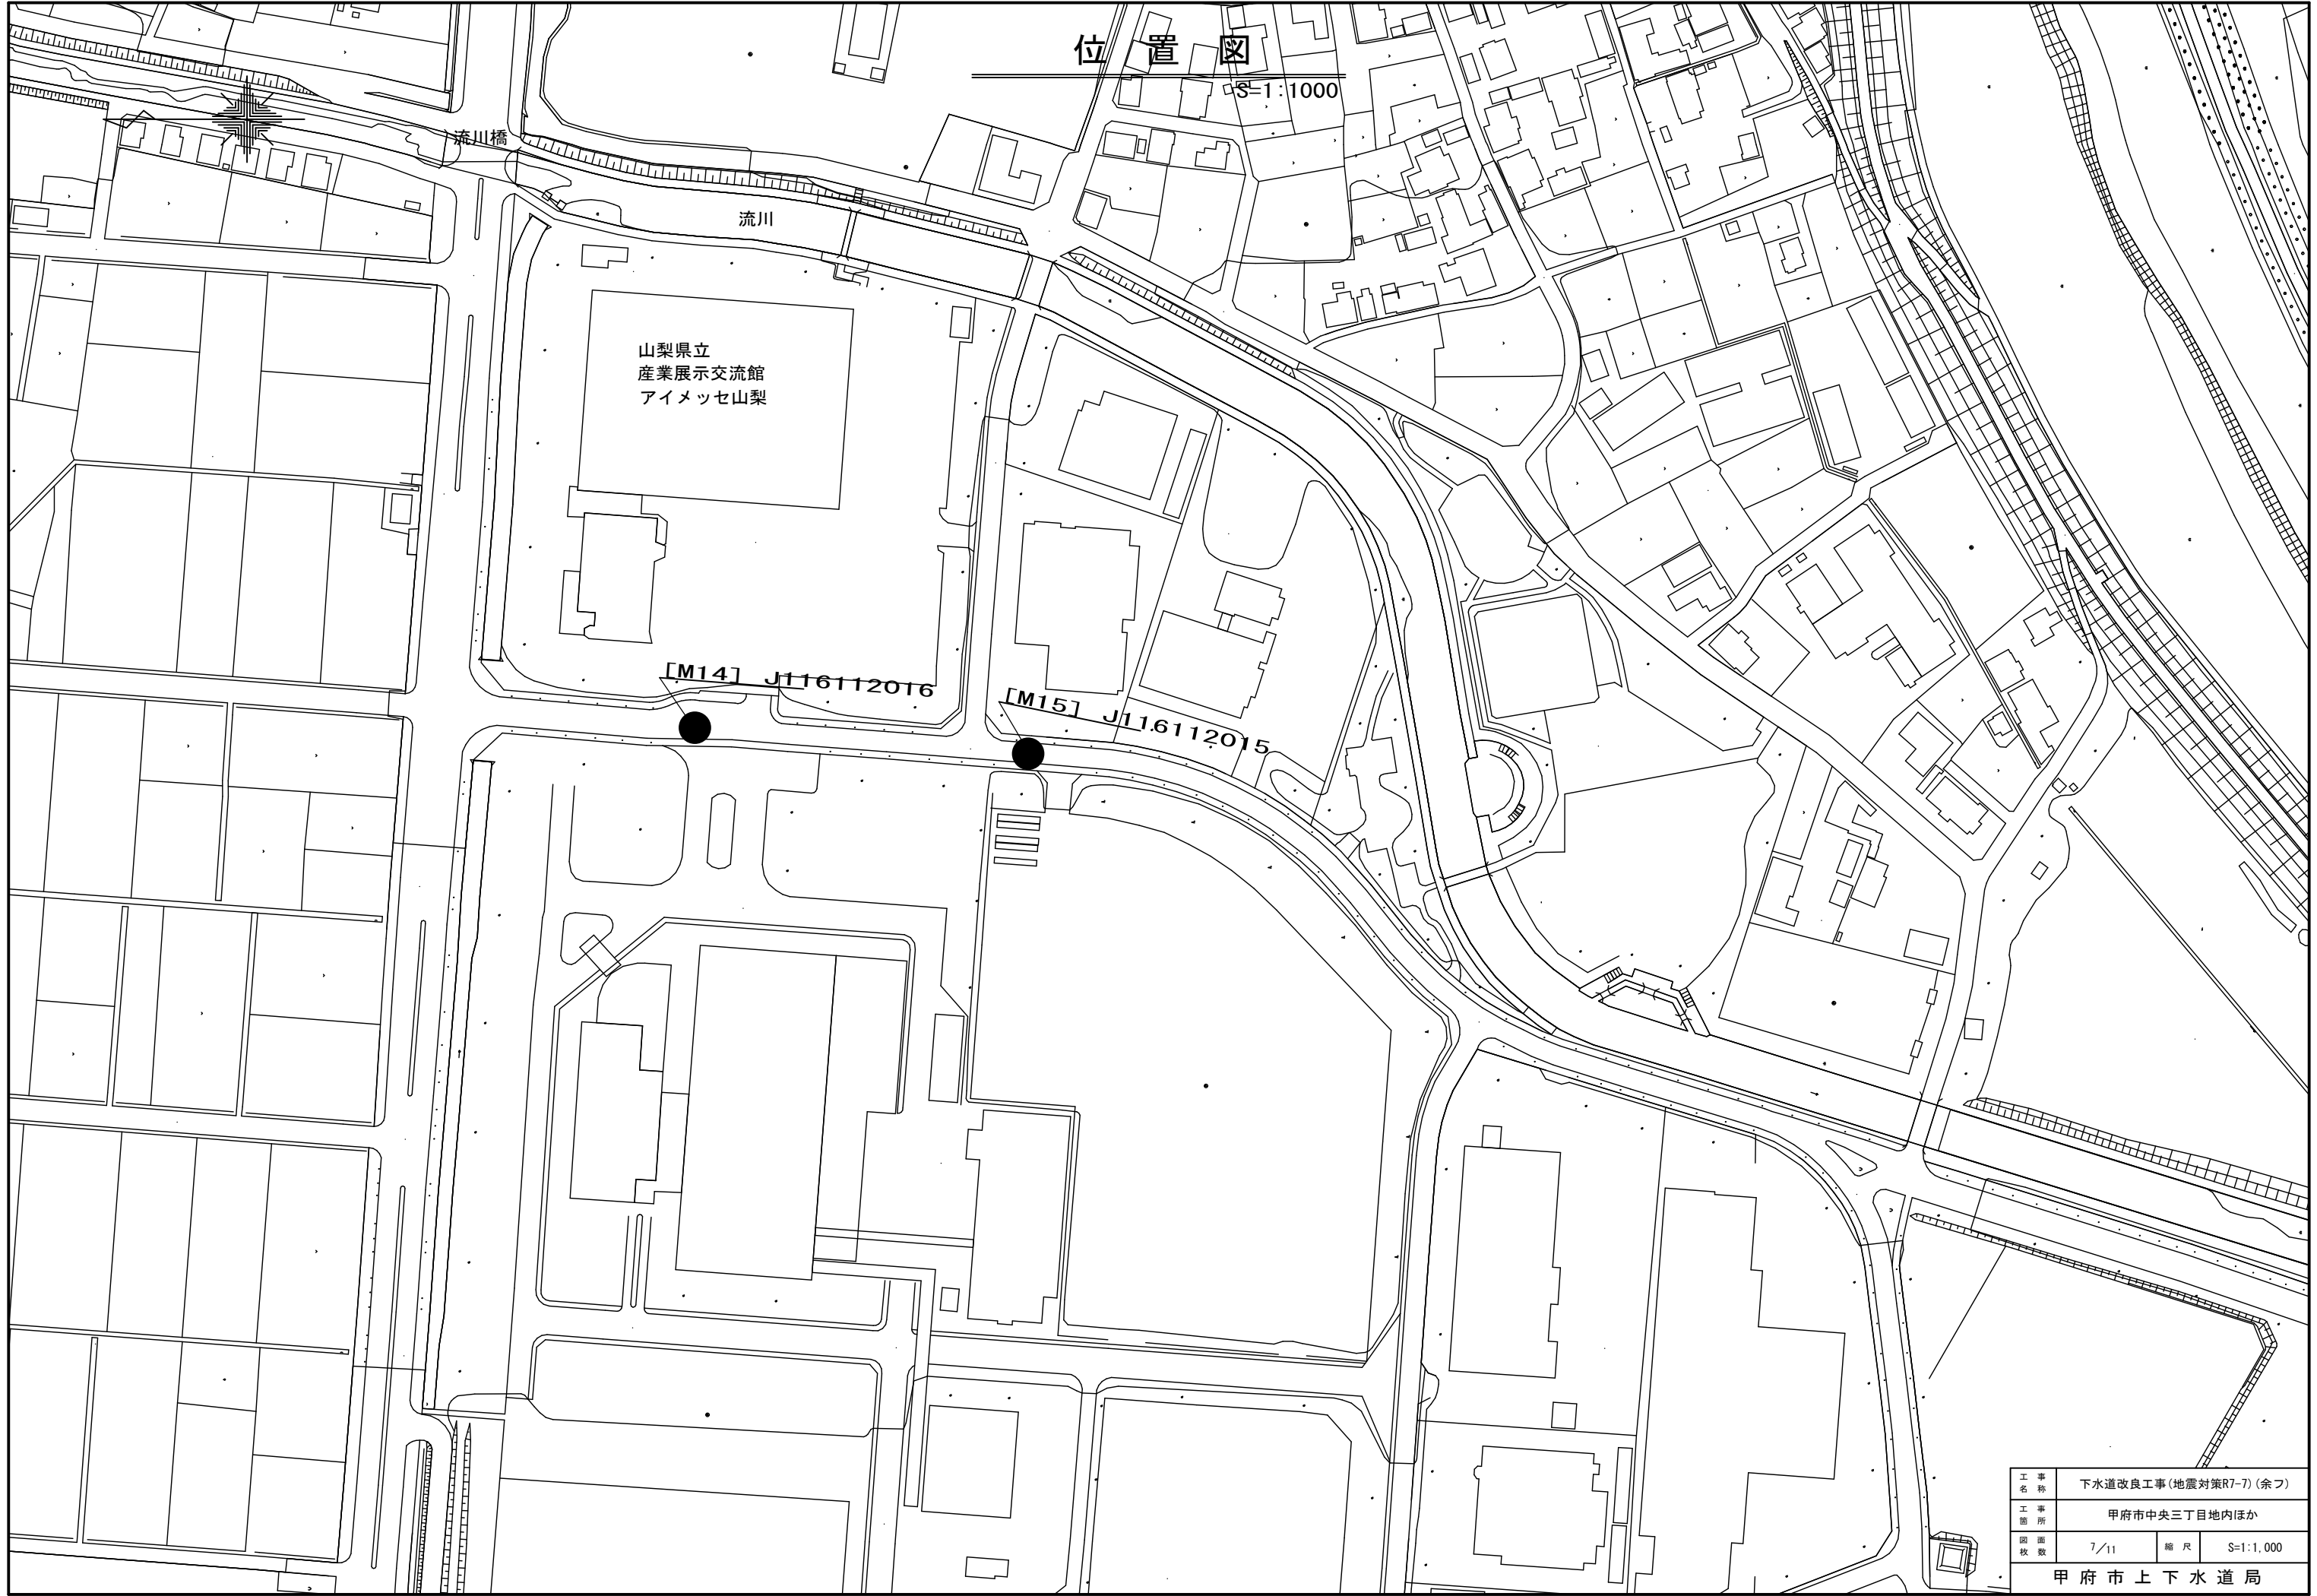 位置図
S=1:1000
流川橋
流川
山梨県立
産業展示交流館
アイメッセ山梨
[M14] J116112016
[M15] J116112015
工事名称 下水道改良工事(地震対策R7-7)(余フ)
工事箇所 甲府市中央三丁目地内ほか
図面枚数 7/11 縮尺 S=1:1,000
甲府市上下水道局